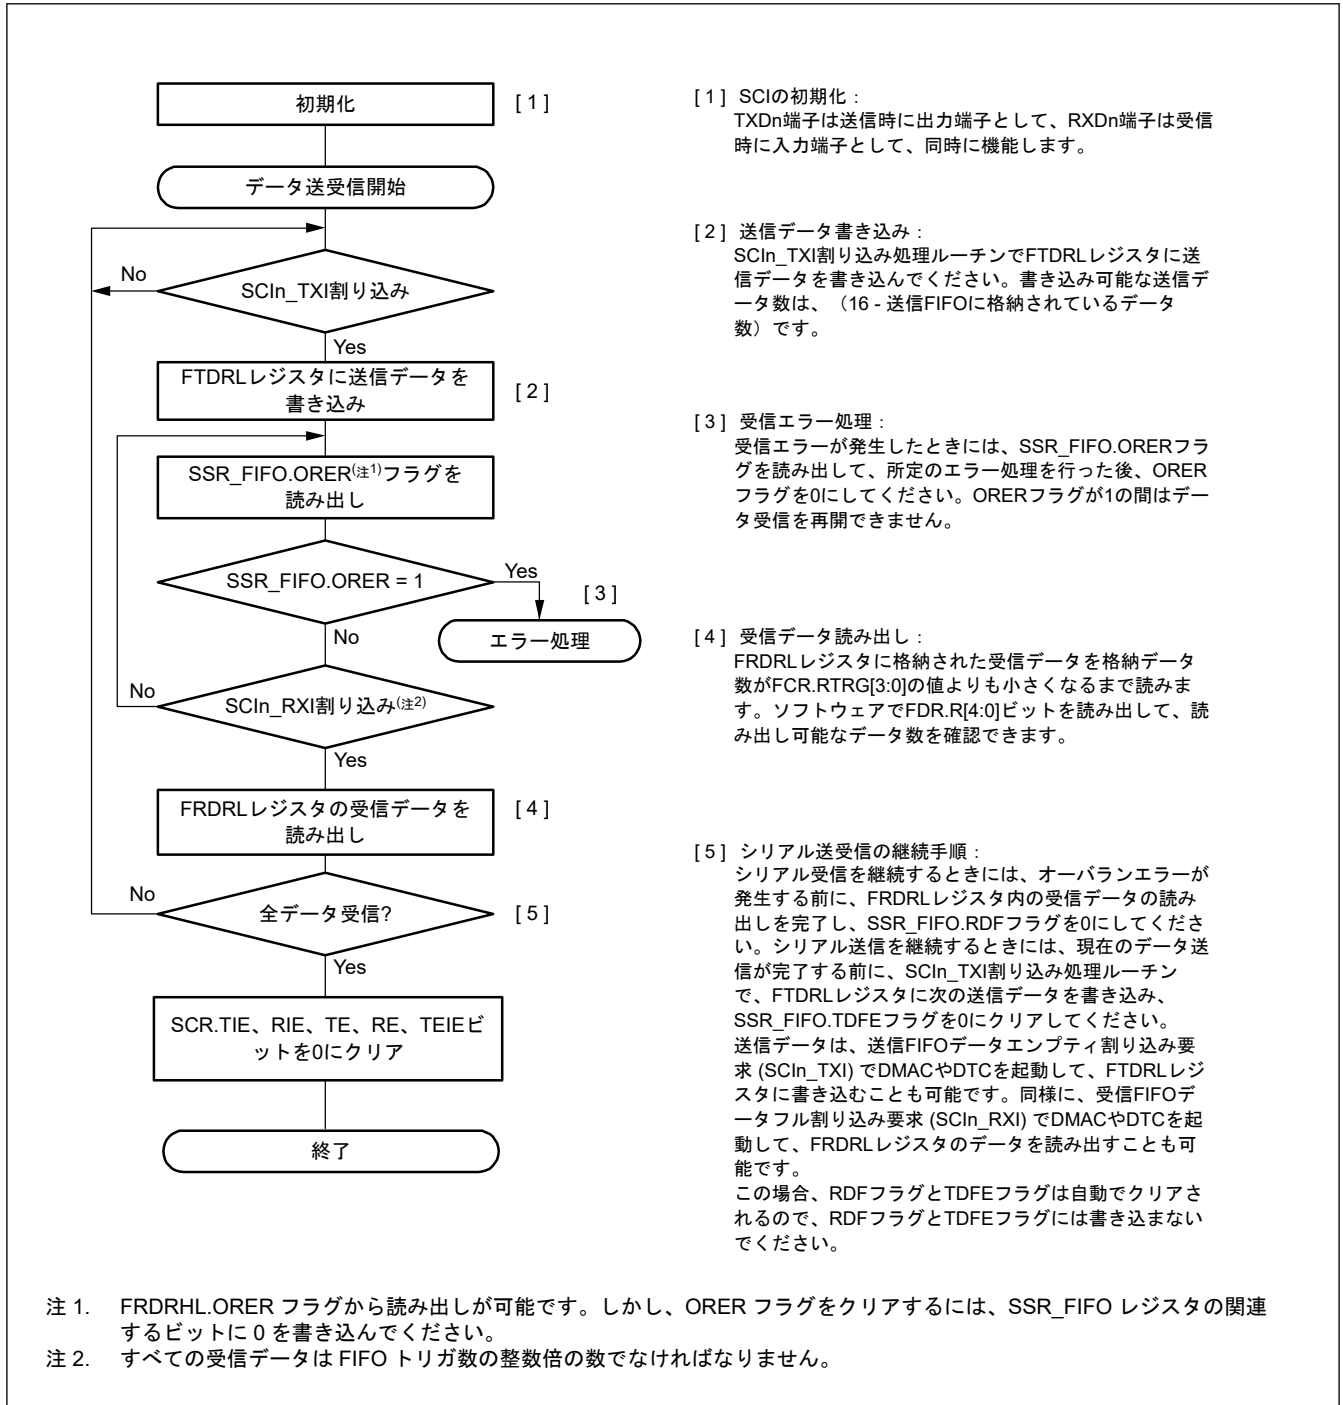 初期化
[ 1 ]
データ送受信開始
No
SCIn_TXI割り込み
Yes
FTDRLレジスタに送信データを
書き込み
[ 2 ]
SSR_FIFO.ORER(注1)フラグを
読み出し
SSR_FIFO.ORER = 1
Yes
[ 3 ]
エラー処理
No
No
SCIn_RXI割り込み(注2)
Yes
FRDRLレジスタの受信データを
読み出し
[ 4 ]
No
全データ受信?
[ 5 ]
Yes
SCR.TIE、RIE、TE、RE、TEIEビ
ットを0にクリア
終了
[ 1 ] SCIの初期化：
TXDn端子は送信時に出力端子として、RXDn端子は受信
時に入力端子として、同時に機能します。
[ 2 ] 送信データ書き込み：
SCIn_TXI割り込み処理ルーチンでFTDRLレジスタに送
信データを書き込んでください。書き込み可能な送信デ
ータ数は、（16 - 送信FIFOに格納されているデータ
数）です。
[ 3 ] 受信エラー処理：
受信エラーが発生したときには、SSR_FIFO.ORERフラ
グを読み出して、所定のエラー処理を行った後、ORER
フラグを0にしてください。ORERフラグが1の間はデー
タ受信を再開できません。
[ 4 ] 受信データ読み出し：
FRDRLレジスタに格納された受信データを格納データ
数がFCR.RTRG[3:0]の値よりも小さくなるまで読みま
す。ソフトウェアでFDR.R[4:0]ビットを読み出して、読
み出し可能なデータ数を確認できます。
[ 5 ] シリアル送受信の継続手順：
シリアル受信を継続するときには、オーバランエラーが
発生する前に、FRDRLレジスタ内の受信データの読み
出しを完了し、SSR_FIFO.RDFフラグを0にしてくださ
い。シリアル送信を継続するときには、現在のデータ送
信が完了する前に、SCIn_TXI割り込み処理ルーチン
で、FTDRLレジスタに次の送信データを書き込み、
SSR_FIFO.TDFEフラグを0にクリアしてください。
送信データは、送信FIFOデータエンプティ割り込み要
求 (SCIn_TXI) でDMACやDTCを起動して、FTDRLレジ
スタに書き込むことも可能です。同様に、受信FIFOデ
ータフル割り込み要求 (SCIn_RXI) でDMACやDTCを起
動して、FRDRLレジスタのデータを読み出すことも可
能です。
この場合、RDFフラグとTDFEフラグは自動でクリアさ
れるので、RDFフラグとTDFEフラグには書き込まない
でください。
注 1. FRDRHL.ORER フラグから読み出しが可能です。しかし、ORER フラグをクリアするには、SSR_FIFO レジスタの関連
するビットに 0 を書き込んでください。
注 2. すべての受信データは FIFO トリガ数の整数倍の数でなければなりません。